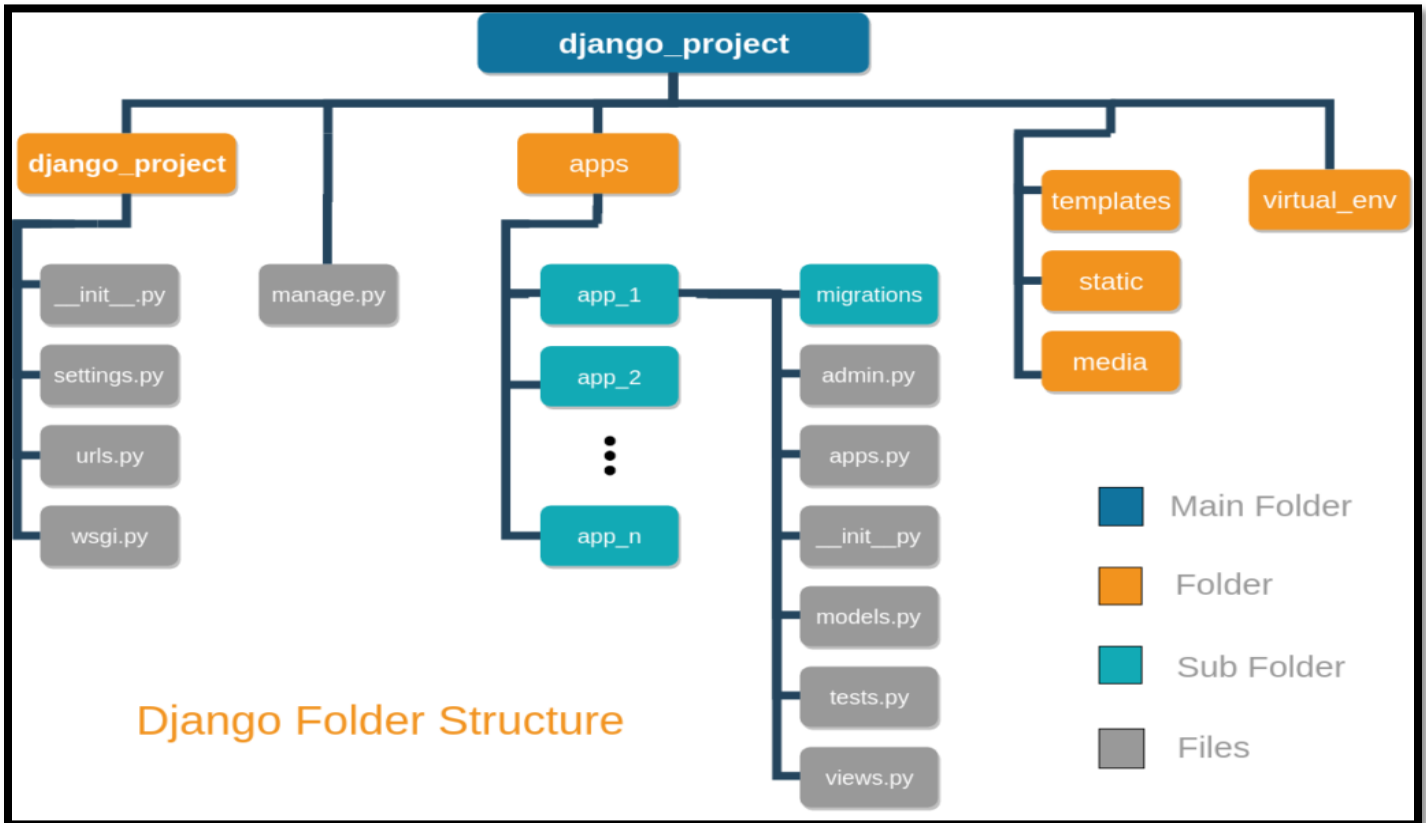 django_project
django_project
apps
templates
virtual_env
static
media
__init__.py
settings.py
urls.py
wsgi.py
manage.py
app_1
app_2
app_n
migrations
admin.py
apps.py
__init__py
models.py
tests.py
views.py
Main Folder
Folder
Sub Folder
Files
Django Folder Structure